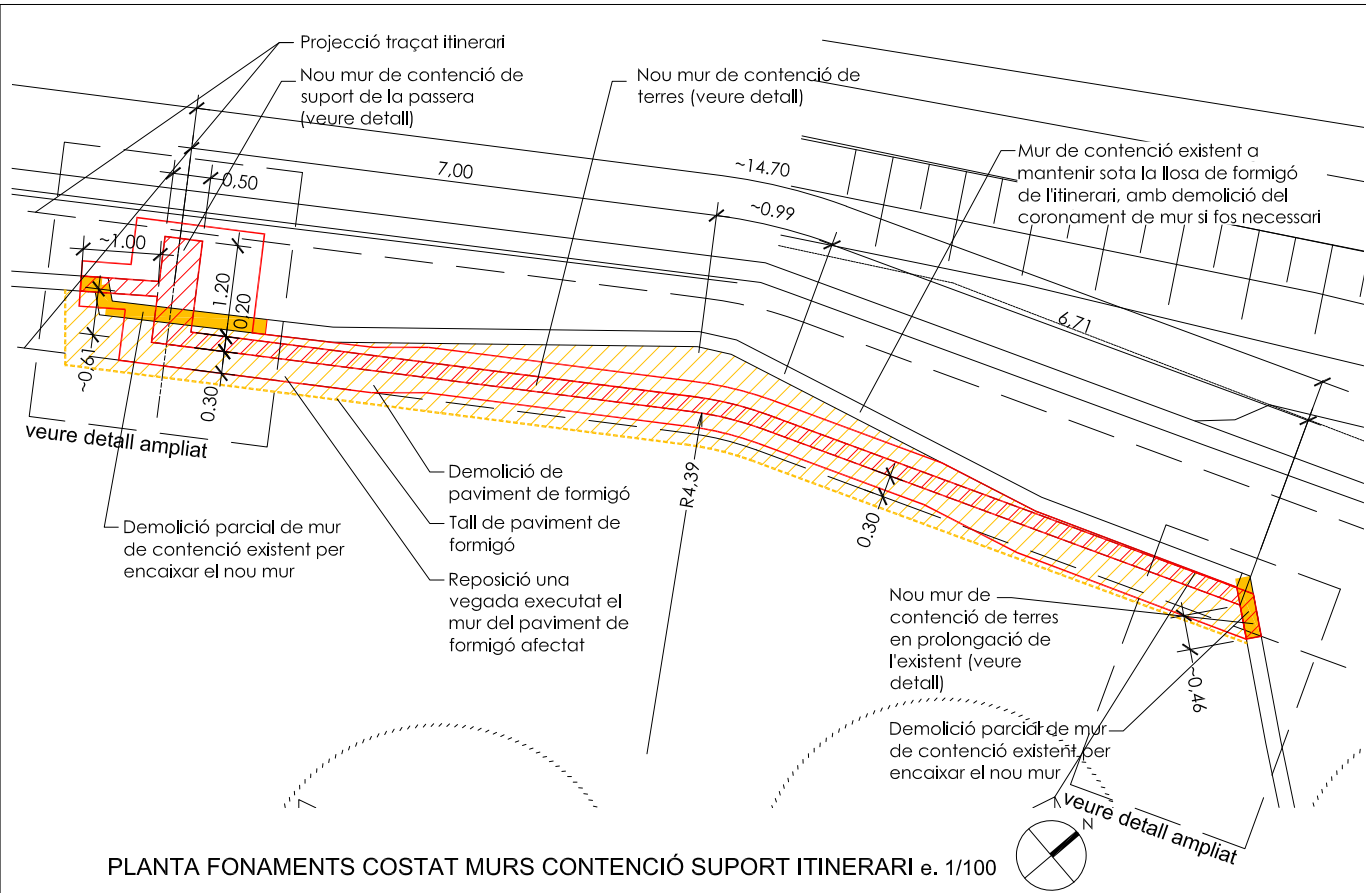 Projecció traçat itinerari
Nou mur de contenció de
suport de la passera
(veure detall)
Nou mur de contenció de
terres (veure detall)
Mur de contenció existent a
mantenir sota la llosa de formigó
de l'itinerari, amb demolició del
coronament de mur si fos necessari
7,00
~14.70
0,50
~0.99
~1.00
1.20
0,20
6,71
~0,61
0.30
veure detall ampliat
R4,39
0.30
Demolició de
paviment de formigó
Tall de paviment de
formigó
Reposició una
vegada executat el
mur del paviment de
formigó afectat
Demolició parcial de mur
de contenció existent per
encaixar el nou mur
Nou mur de
contenció de terres
en prolongació de
l'existent (veure
detall)
~0,46
Demolició parcial de mur
de contenció existent per
encaixar el nou mur
veure detall ampliat
N
PLANTA FONAMENTS COSTAT MURS CONTENCIÓ SUPORT ITINERARI e. 1/100